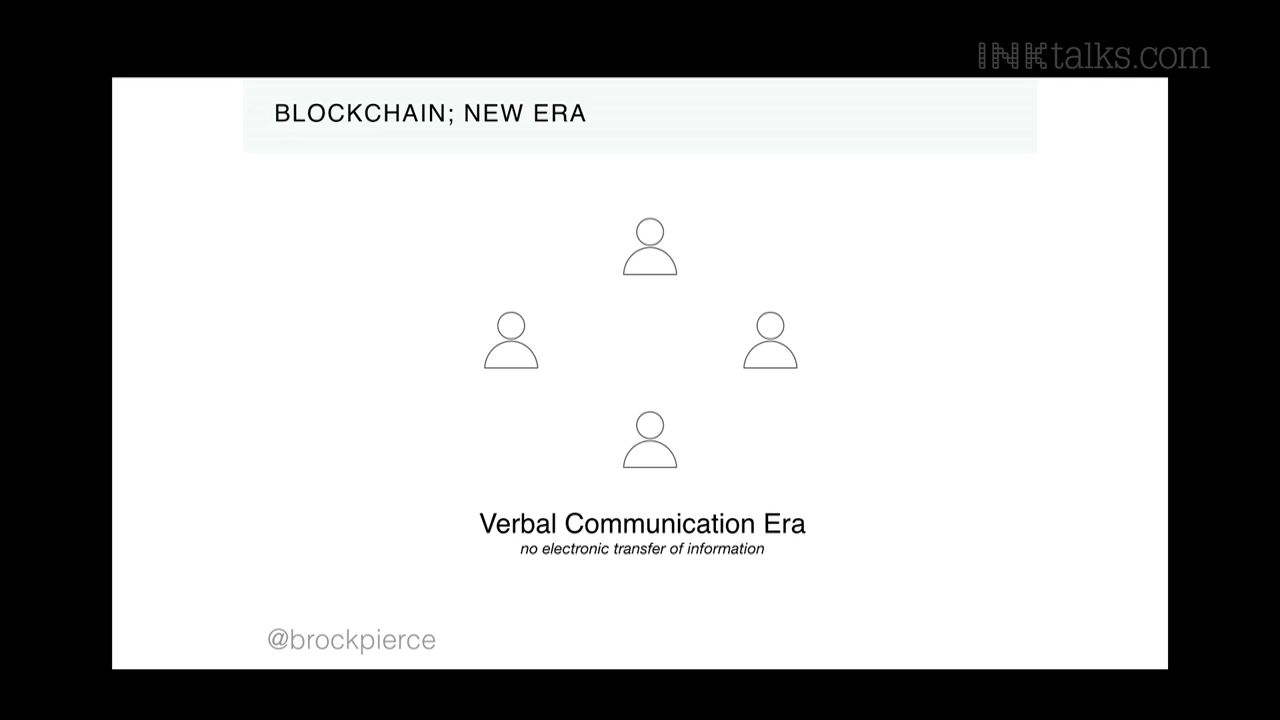 INKtalks.com
BLOCKCHAIN; NEW ERA
Verbal Communication Era
no electronic transfer of information
@brockpierce